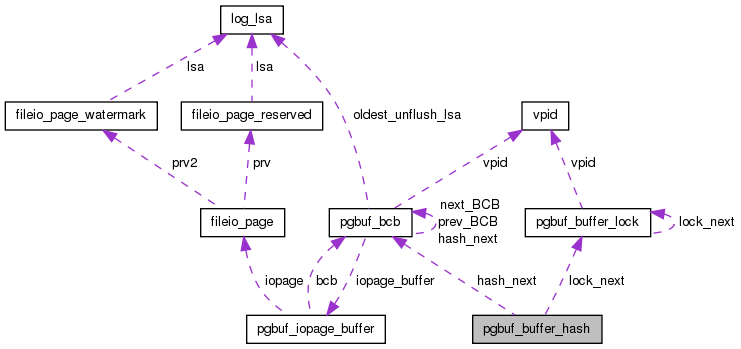 log_lsa
lsa
lsa
fileio_page_watermark
fileio_page_reserved
oldest_unflush_lsa
vpid
prv2
prv
vpid
vpid
fileio_page
pgbuf_bcb
next_BCB
prev_BCB
hash_next
pgbuf_buffer_lock
lock_next
iopage
bcb
iopage_buffer
hash_next
lock_next
pgbuf_iopage_buffer
pgbuf_buffer_hash